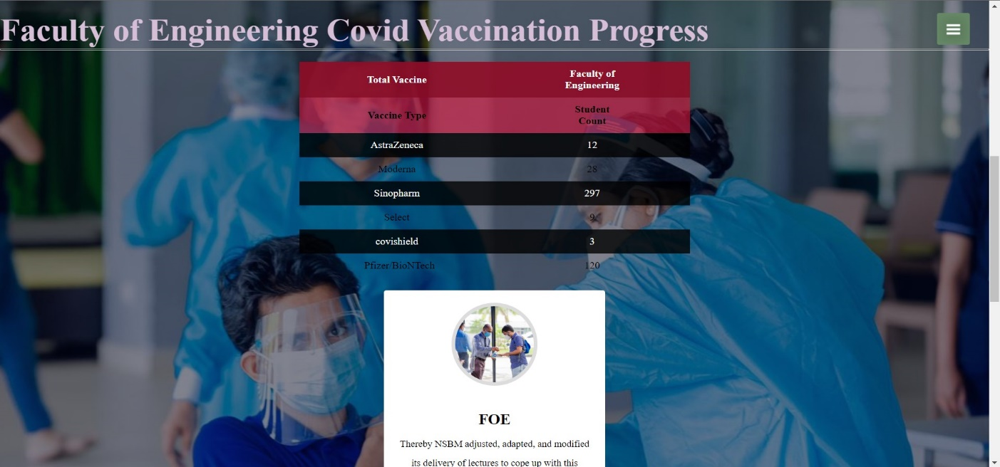 Faculty of Engineering Covid Vaccination Progress
Total Vaccine Faculty of
Engineering
Vaccine Type Student
Count
AstraZeneca 12
Moderna 28
Sinopharm 297
Select 9
covishield 3
Pfizer/BioNTech 120
FOE
Thereby NSBM adjusted, adapted, and modified
its delivery of lectures to cope up with this